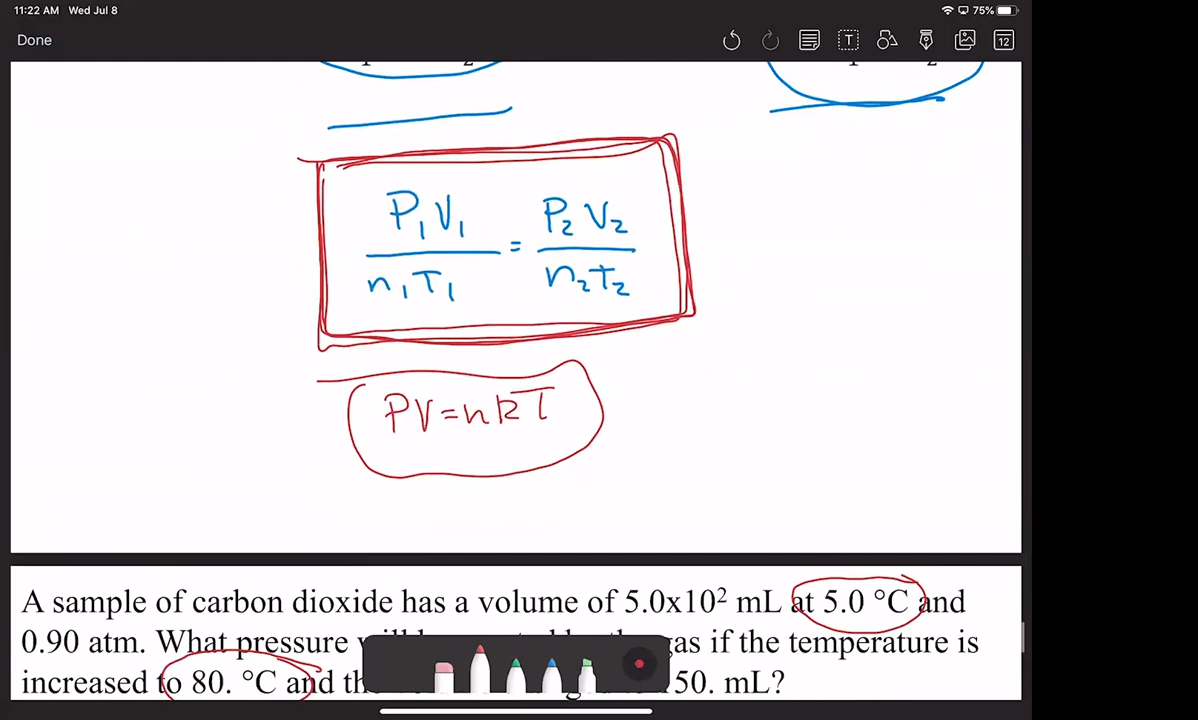 11:22 AM Wed Jul 8
75%
Done
T
12
P₁V₁ / n₁T₁ = P₂V₂ / n₂T₂
PV=nRT
A sample of carbon dioxide has a volume of 5.0x10² mL at 5.0 °C and
0.90 atm. What pressure gas if the temperature is
increased to 80. °C and 50. mL?